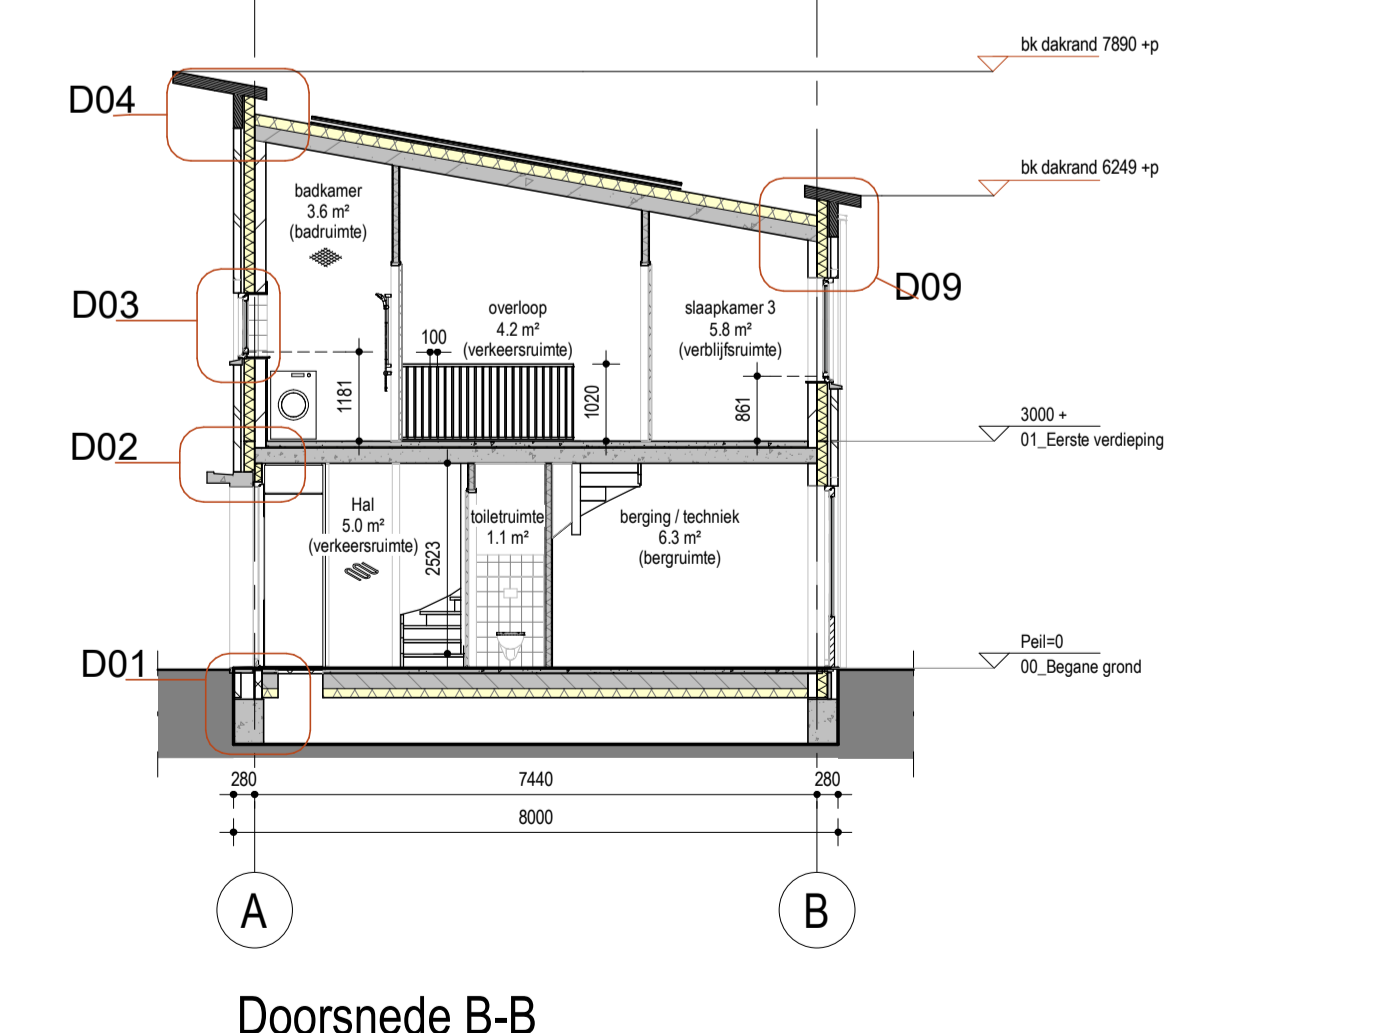 bk dakrand 7890 +p
D04
bk dakrand 6249 +p
badkamer
3.6 m²
(badruimte)
D03
D09
overloop
4.2 m²
(verkeersruimte)
slaapkamer 3
5.8 m²
(verblijfsruimte)
100
1181
1020
861
3000 +
01_Eerste verdieping
D02
Hal
5.0 m²
(verkeersruimte)
2523
toiletruimte
1.1 m²
berging / techniek
6.3 m²
(bergruimte)
Peil=0
00_Begane grond
D01
280
7440
280
8000
A
B
Doorsnede B-B